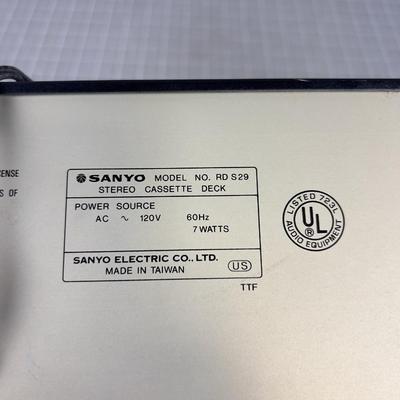 SANYO MODEL NO. RD S29
STEREO CASSETTE DECK
POWER SOURCE
AC ~ 120V 60Hz
7 WATTS
SANYO ELECTRIC CO., LTD.
MADE IN TAIWAN US
TTF
LISTED 723L
UL ®
AUDIO EQUIPMENT
OF